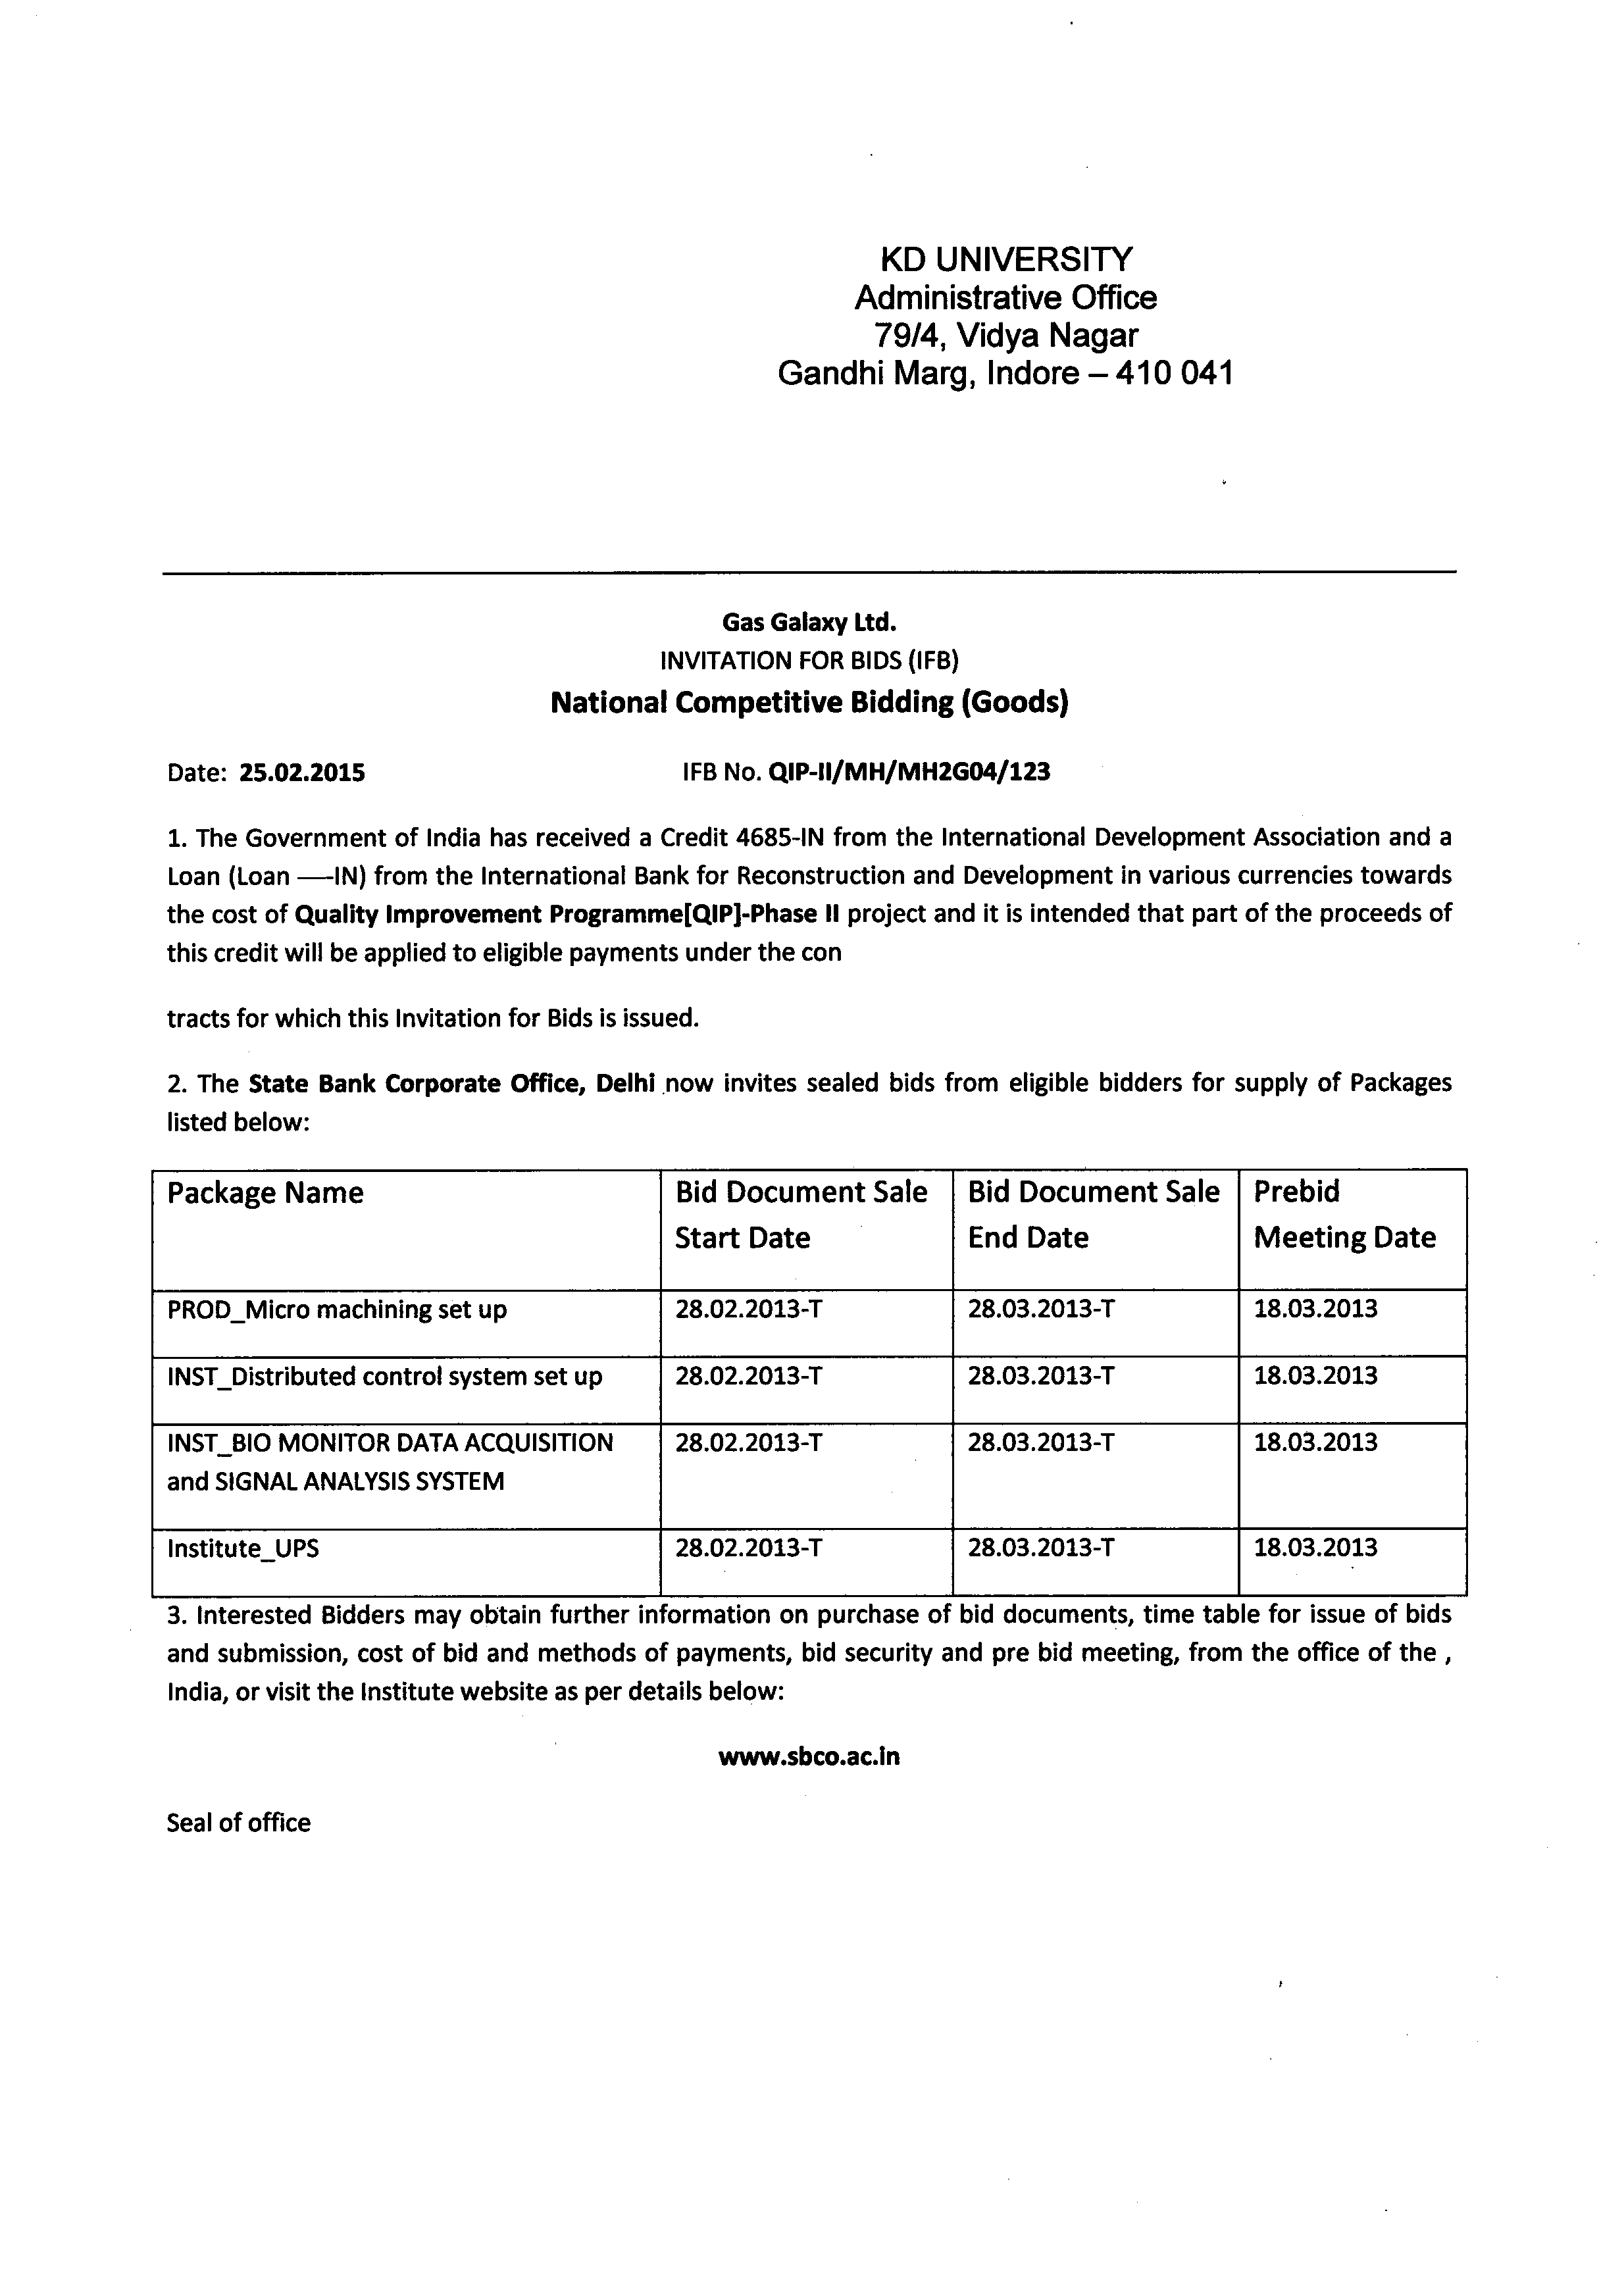 KD UNIVERSITY
Administrative Office
79/4, Vidya Nagar
Gandhi Marg, Indore – 410 041
Gas Galaxy Ltd.
INVITATION FOR BIDS (IFB)
National Competitive Bidding (Goods)
Date: 25.02.2015 IFB No. QIP-II/MH/MH2G04/123
1. The Government of India has received a Credit 4685-IN from the International Development Association and a
Loan (Loan —–IN) from the International Bank for Reconstruction and Development in various currencies towards
the cost of Quality Improvement Programme[QIP]-Phase II project and it is intended that part of the proceeds of
this credit will be applied to eligible payments under the con
tracts for which this Invitation for Bids is issued.
2. The State Bank Corporate Office, Delhi now invites sealed bids from eligible bidders for supply of Packages
listed below:
Package Name Bid Document Sale Bid Document Sale Prebid
Start Date End Date Meeting Date
PROD_Micro machining set up 28.02.2013-T 28.03.2013-T 18.03.2013
INST_Distributed control system set up 28.02.2013-T 28.03.2013-T 18.03.2013
INST_BIO MONITOR DATA ACQUISITION 28.02.2013-T 28.03.2013-T 18.03.2013
and SIGNAL ANALYSIS SYSTEM
Institute_UPS 28.02.2013-T 28.03.2013-T 18.03.2013
3. Interested Bidders may obtain further information on purchase of bid documents, time table for issue of bids
and submission, cost of bid and methods of payments, bid security and pre bid meeting, from the office of the ,
India, or visit the Institute website as per details below:
www.sbco.ac.in
Seal of office